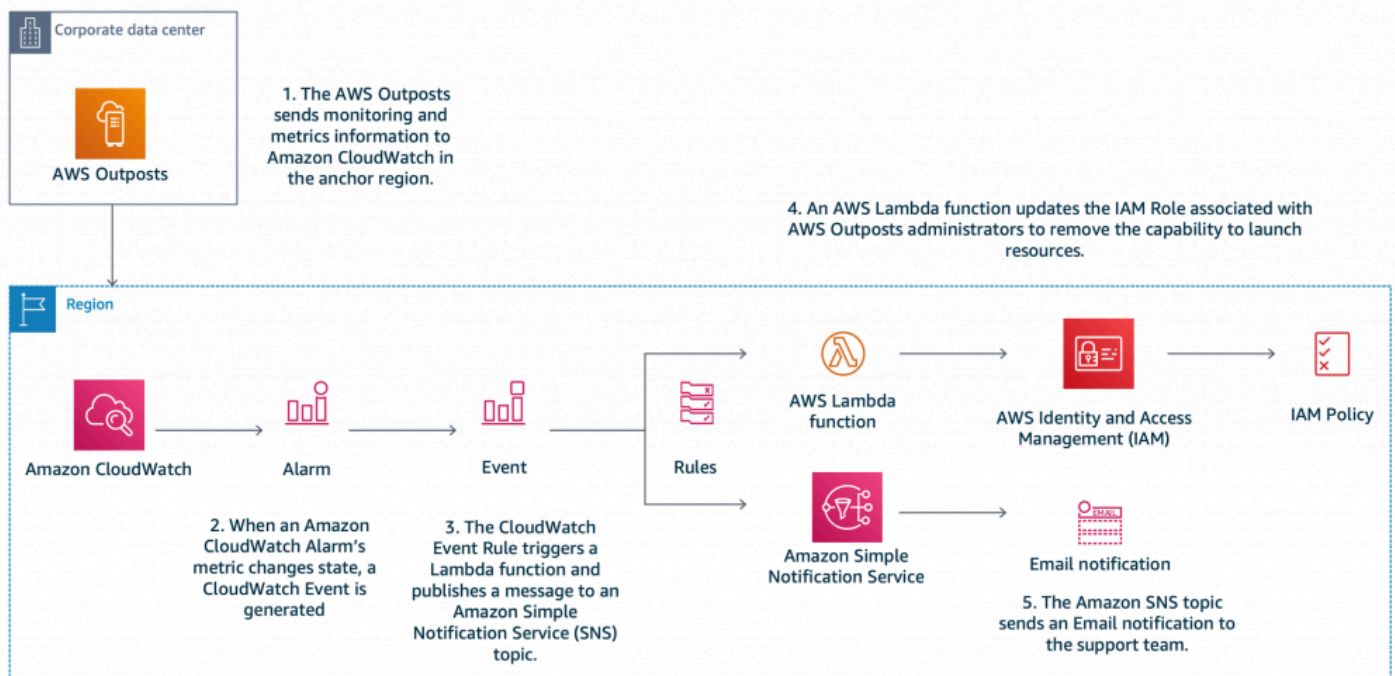 Corporate data center
AWS Outposts
1. The AWS Outposts
sends monitoring and
metrics information to
Amazon CloudWatch in
the anchor region.
4. An AWS Lambda function updates the IAM Role associated with
AWS Outposts administrators to remove the capability to launch
resources.
Region
Amazon CloudWatch
Alarm
Event
Rules
AWS Lambda
function
AWS Identity and Access
Management (IAM)
IAM Policy
2. When an Amazon
CloudWatch Alarm's
metric changes state, a
CloudWatch Event is
generated
3. The CloudWatch
Event Rule triggers a
Lambda function and
publishes a message to an
Amazon Simple
Notification Service (SNS)
topic.
Amazon Simple
Notification Service
EMAIL
Email notification
5. The Amazon SNS topic
sends an Email notification to
the support team.